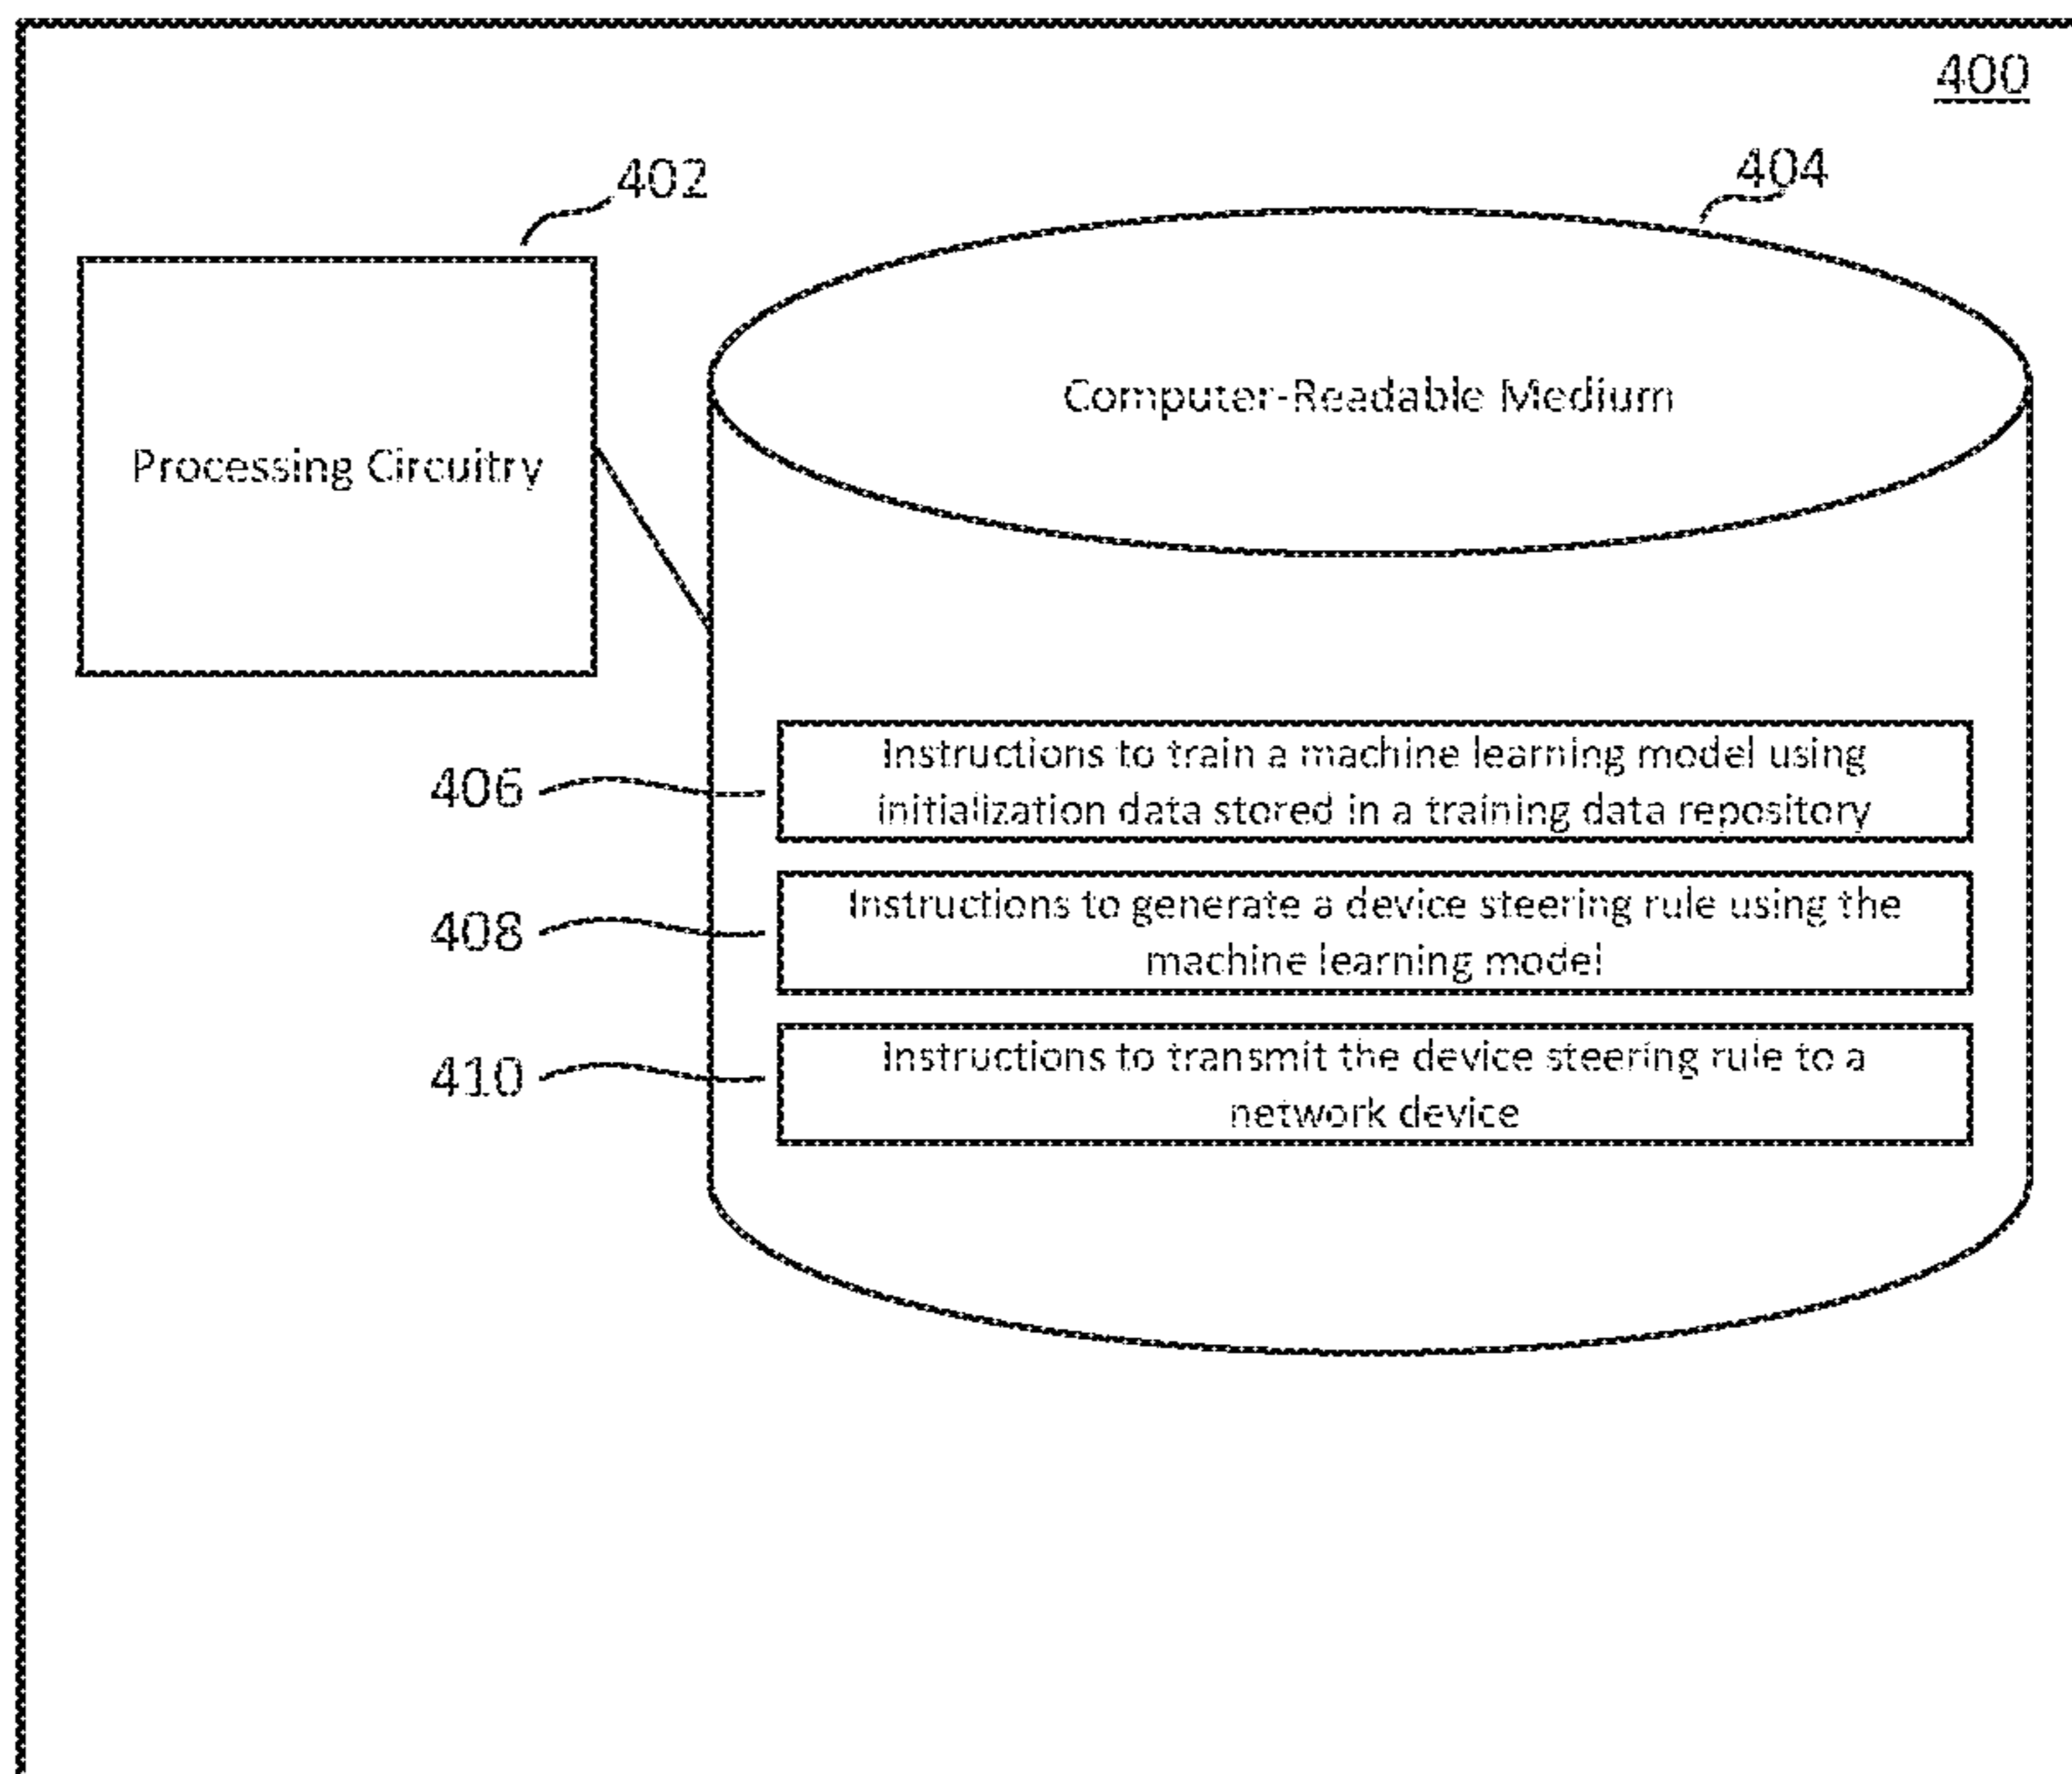 400
402
404
Processing Circuitry
Computer-Readable Medium
406
Instructions to train a machine learning model using
initialization data stored in a training data repository
408
Instructions to generate a device steering rule using the
machine learning model
410
Instructions to transmit the device steering rule to a
network device